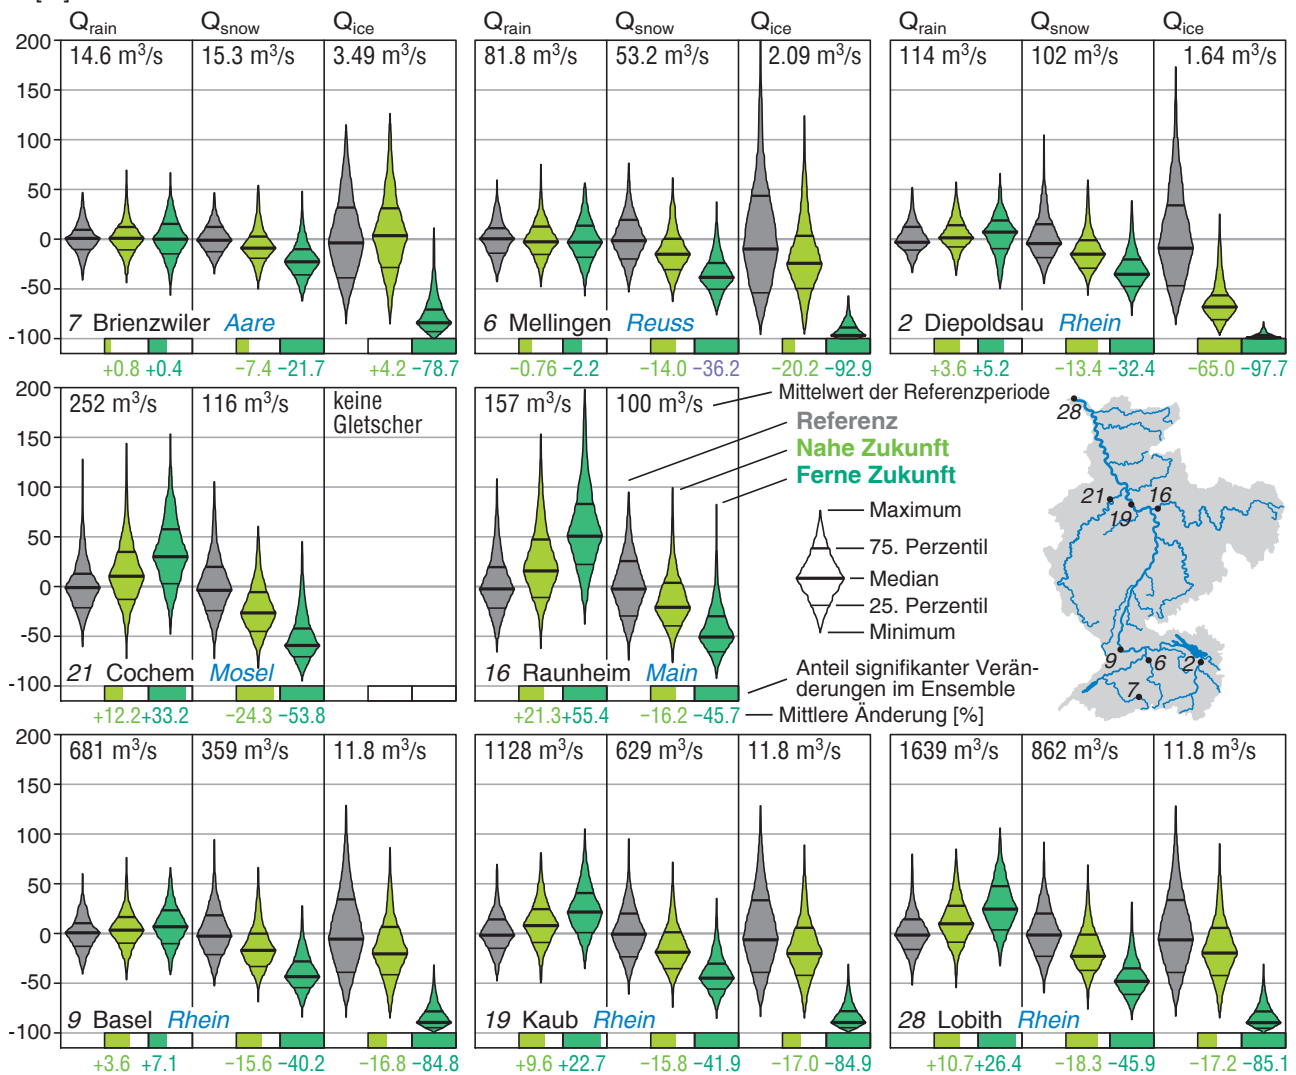 Q_rain Q_snow Q_ice Q_rain Q_snow Q_ice Q_rain Q_snow Q_ice
200 14.6 m³/s 15.3 m³/s 3.49 m³/s 81.8 m³/s 53.2 m³/s 2.09 m³/s 114 m³/s 102 m³/s 1.64 m³/s
150
100
50
0
-50
-100
7 Brienzwiler Aare 6 Mellingen Reuss 2 Diepoldsau Rhein
+0.8 +0.4 −7.4 −21.7 +4.2 −78.7 −0.76 −2.2 −14.0 −36.2 −20.2 −92.9 +3.6 +5.2 −13.4 −32.4 −65.0 −97.7
200 252 m³/s 116 m³/s keine
Gletscher
157 m³/s 100 m³/s
150
100
50
0
-50
-100
21 Cochem Mosel 16 Raunheim Main
+12.2 +33.2 −24.3 −53.8 +21.3 +55.4 −16.2 −45.7
Mittelwert der Referenzperiode
Referenz
Nahe Zukunft
Ferne Zukunft
Maximum
75. Perzentil
Median
25. Perzentil
Minimum
Anteil signifikanter Verän-
derungen im Ensemble
Mittlere Änderung [%]
28
21 16
19
9 6 2
7
200 681 m³/s 359 m³/s 11.8 m³/s 1128 m³/s 629 m³/s 11.8 m³/s 1639 m³/s 862 m³/s 11.8 m³/s
150
100
50
0
-50
-100
9 Basel Rhein 19 Kaub Rhein 28 Lobith Rhein
+3.6 +7.1 −15.6 −40.2 −16.8 −84.8 +9.6 +22.7 −15.8 −41.9 −17.0 −84.9 +10.7 +26.4 −18.3 −45.9 −17.2 −85.1